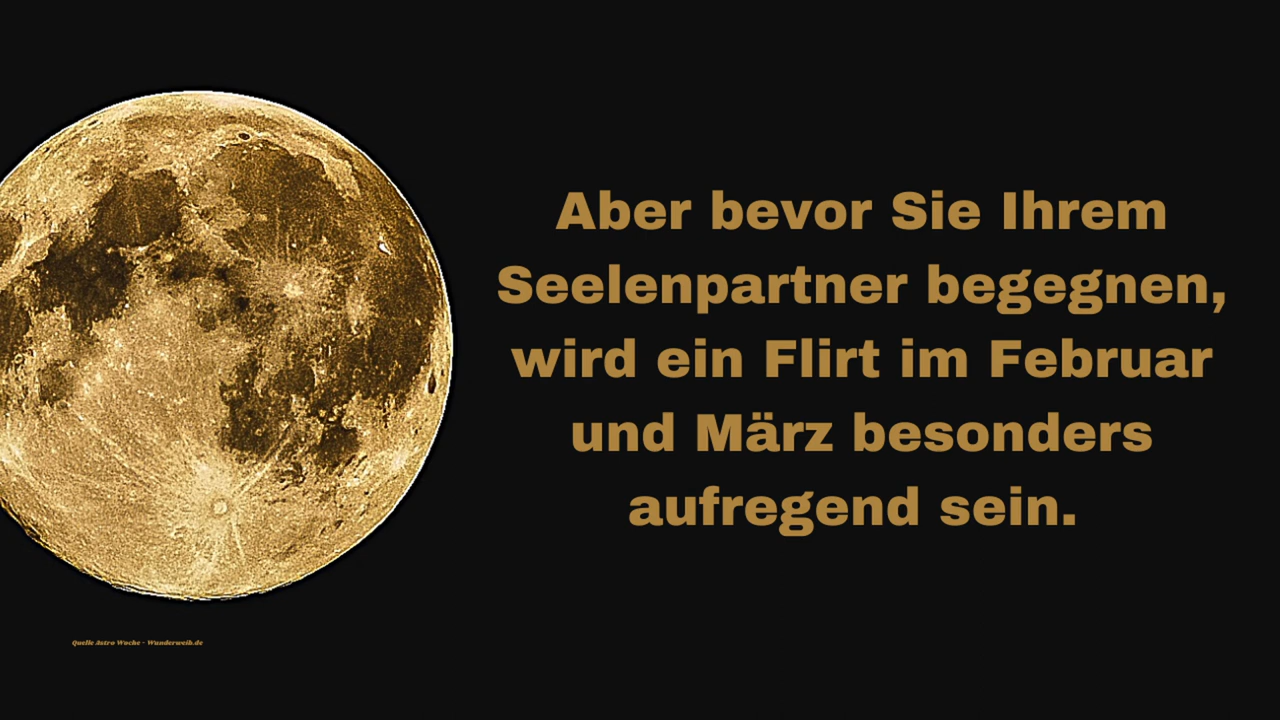 Aber bevor Sie Ihrem
Seelenpartner begegnen,
wird ein Flirt im Februar
und März besonders
aufregend sein.
Quelle Astro Woche - Wunderweib.de